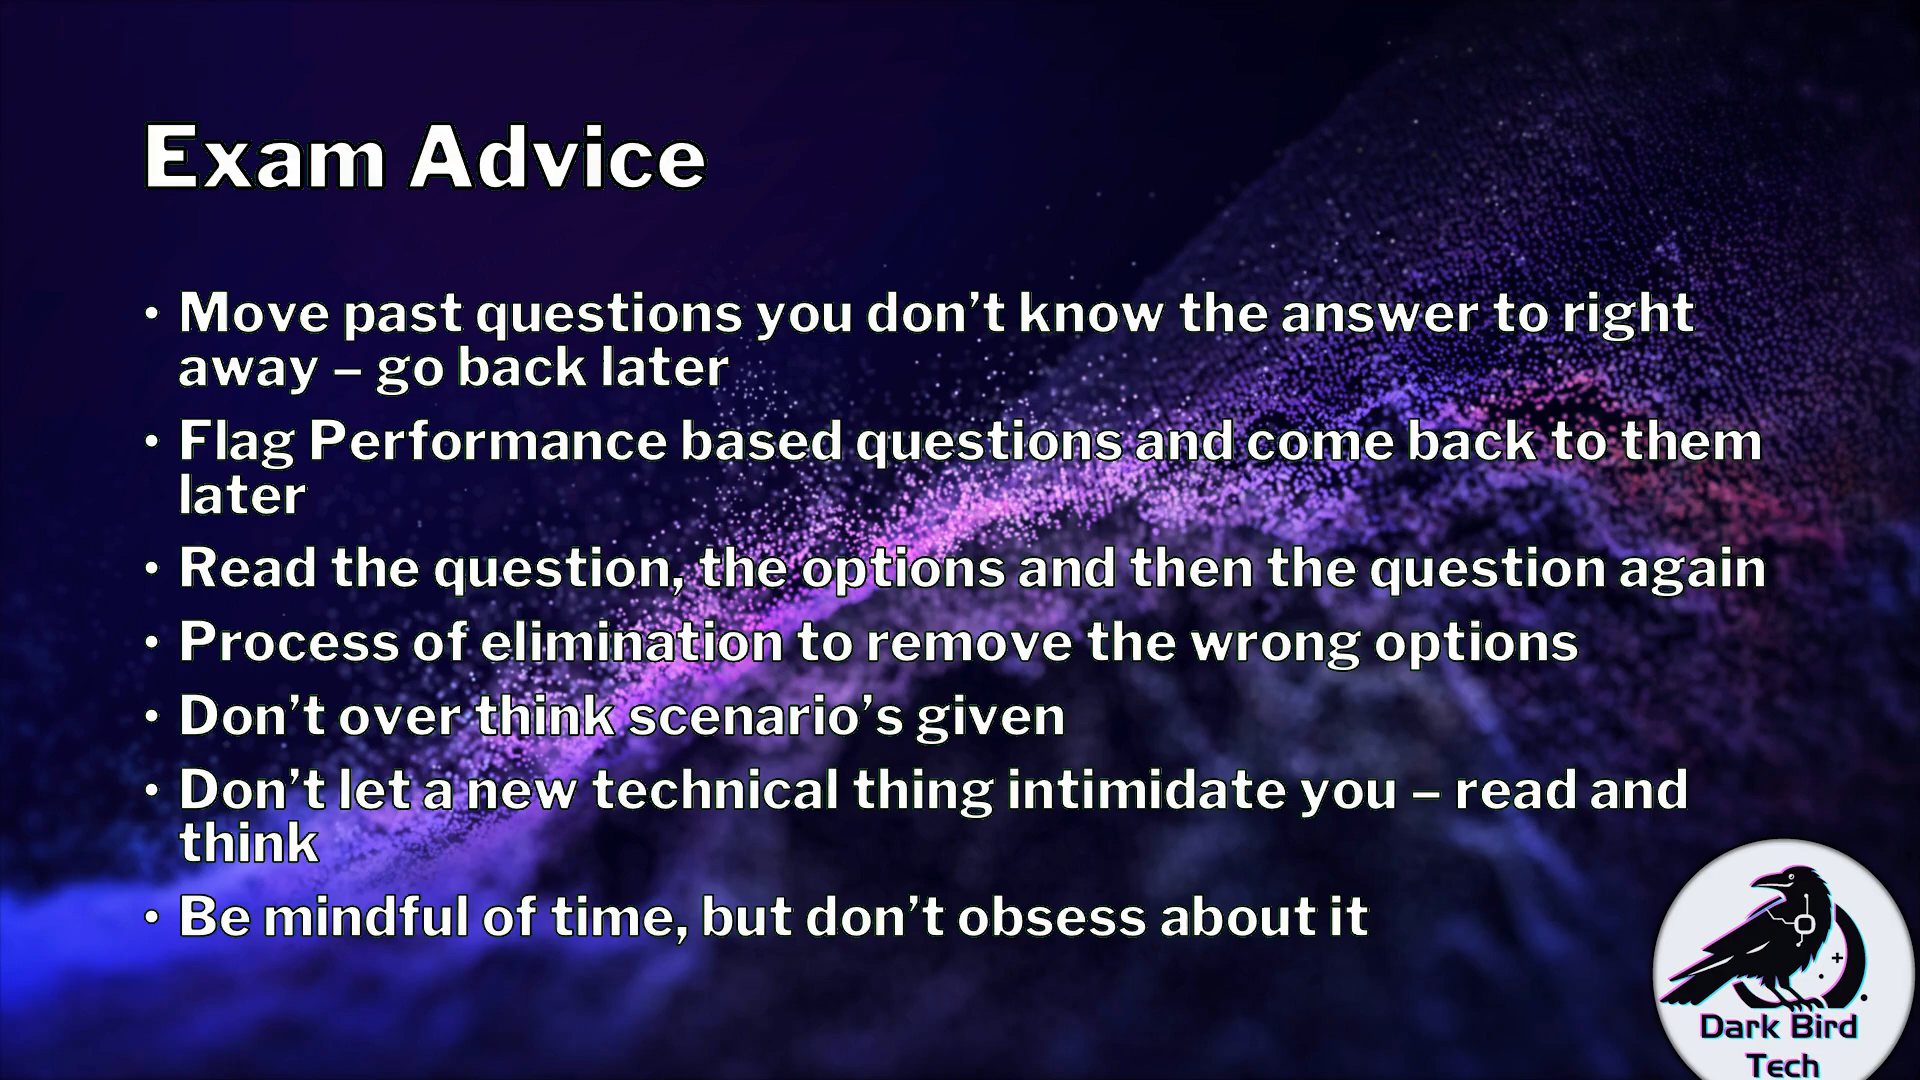 Exam Advice
• Move past questions you don’t know the answer to right
away – go back later
• Flag Performance based questions and come back to them
later
• Read the question, the options and then the question again
• Process of elimination to remove the wrong options
• Don’t over think scenario’s given
• Don’t let a new technical thing intimidate you – read and
think
• Be mindful of time, but don’t obsess about it
Dark Bird
Tech